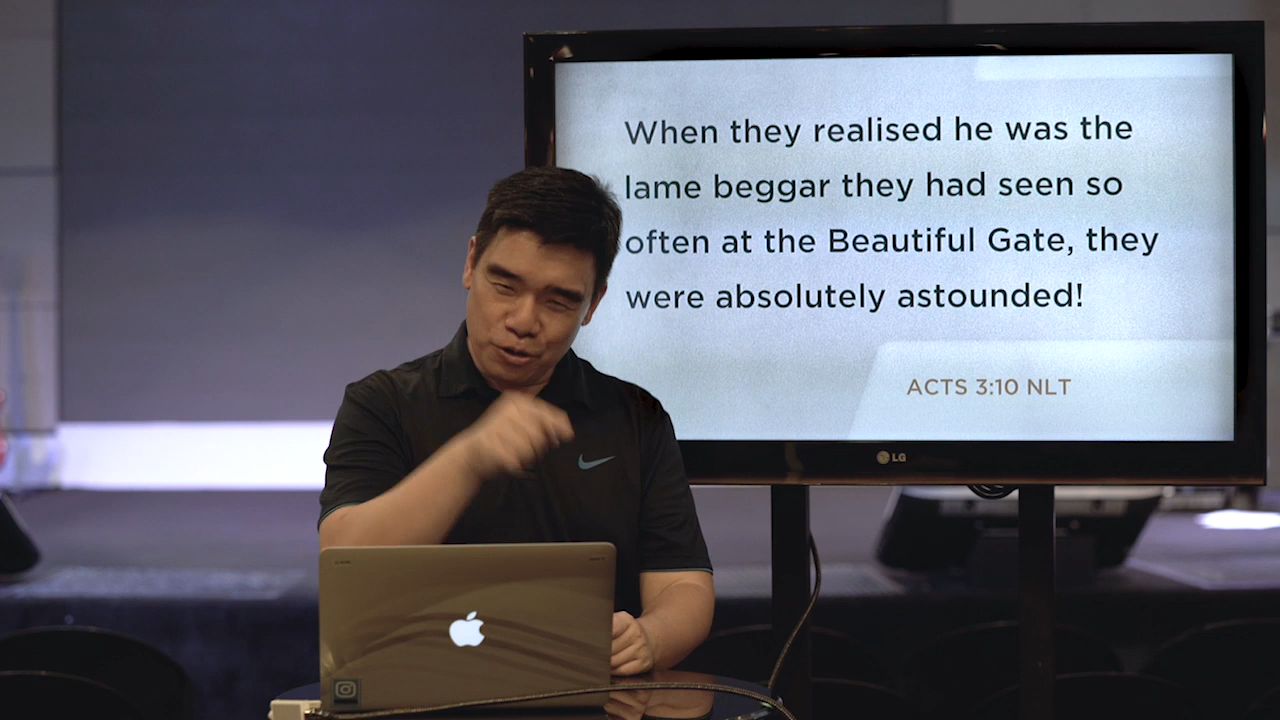 When they realised he was the
lame beggar they had seen so
often at the Beautiful Gate, they
were absolutely astounded!
ACTS 3:10 NLT
LG